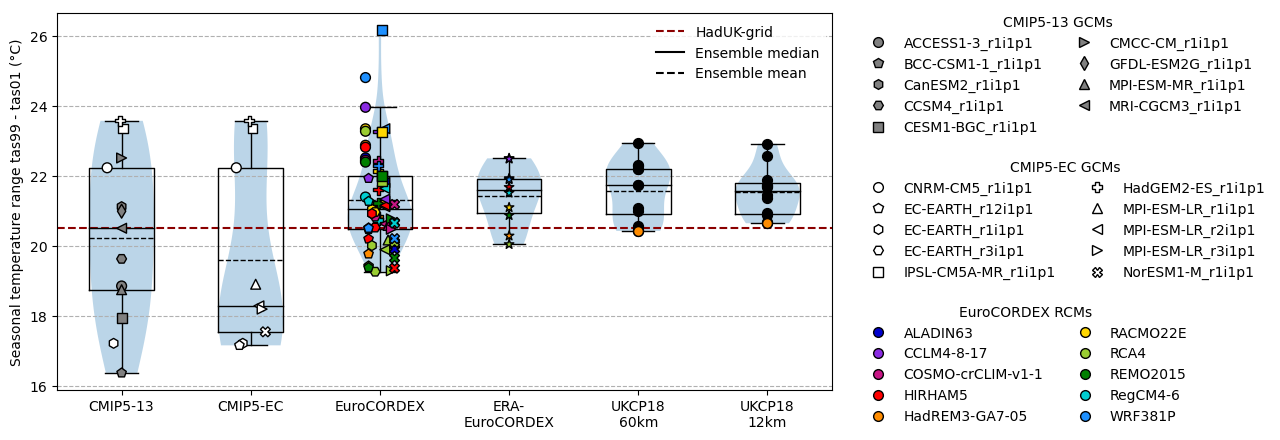 Seasonal temperature range tas99 - tas01 (°C)
26
24
22
20
18
16
HadUK-grid
Ensemble median
Ensemble mean
CMIP5-13
CMIP5-EC
EuroCORDEX
ERA-
EuroCORDEX
UKCP18
60km
UKCP18
12km
CMIP5-13 GCMs
ACCESS1-3_r1i1p1
BCC-CSM1-1_r1i1p1
CanESM2_r1i1p1
CCSM4_r1i1p1
CESM1-BGC_r1i1p1
CMCC-CM_r1i1p1
GFDL-ESM2G_r1i1p1
MPI-ESM-MR_r1i1p1
MRI-CGCM3_r1i1p1
CMIP5-EC GCMs
CNRM-CM5_r1i1p1
EC-EARTH_r12i1p1
EC-EARTH_r1i1p1
EC-EARTH_r3i1p1
IPSL-CM5A-MR_r1i1p1
HadGEM2-ES_r1i1p1
MPI-ESM-LR_r1i1p1
MPI-ESM-LR_r2i1p1
MPI-ESM-LR_r3i1p1
NorESM1-M_r1i1p1
EuroCORDEX RCMs
ALADIN63
CCLM4-8-17
COSMO-crCLIM-v1-1
HIRHAM5
HadREM3-GA7-05
RACMO22E
RCA4
REMO2015
RegCM4-6
WRF381P